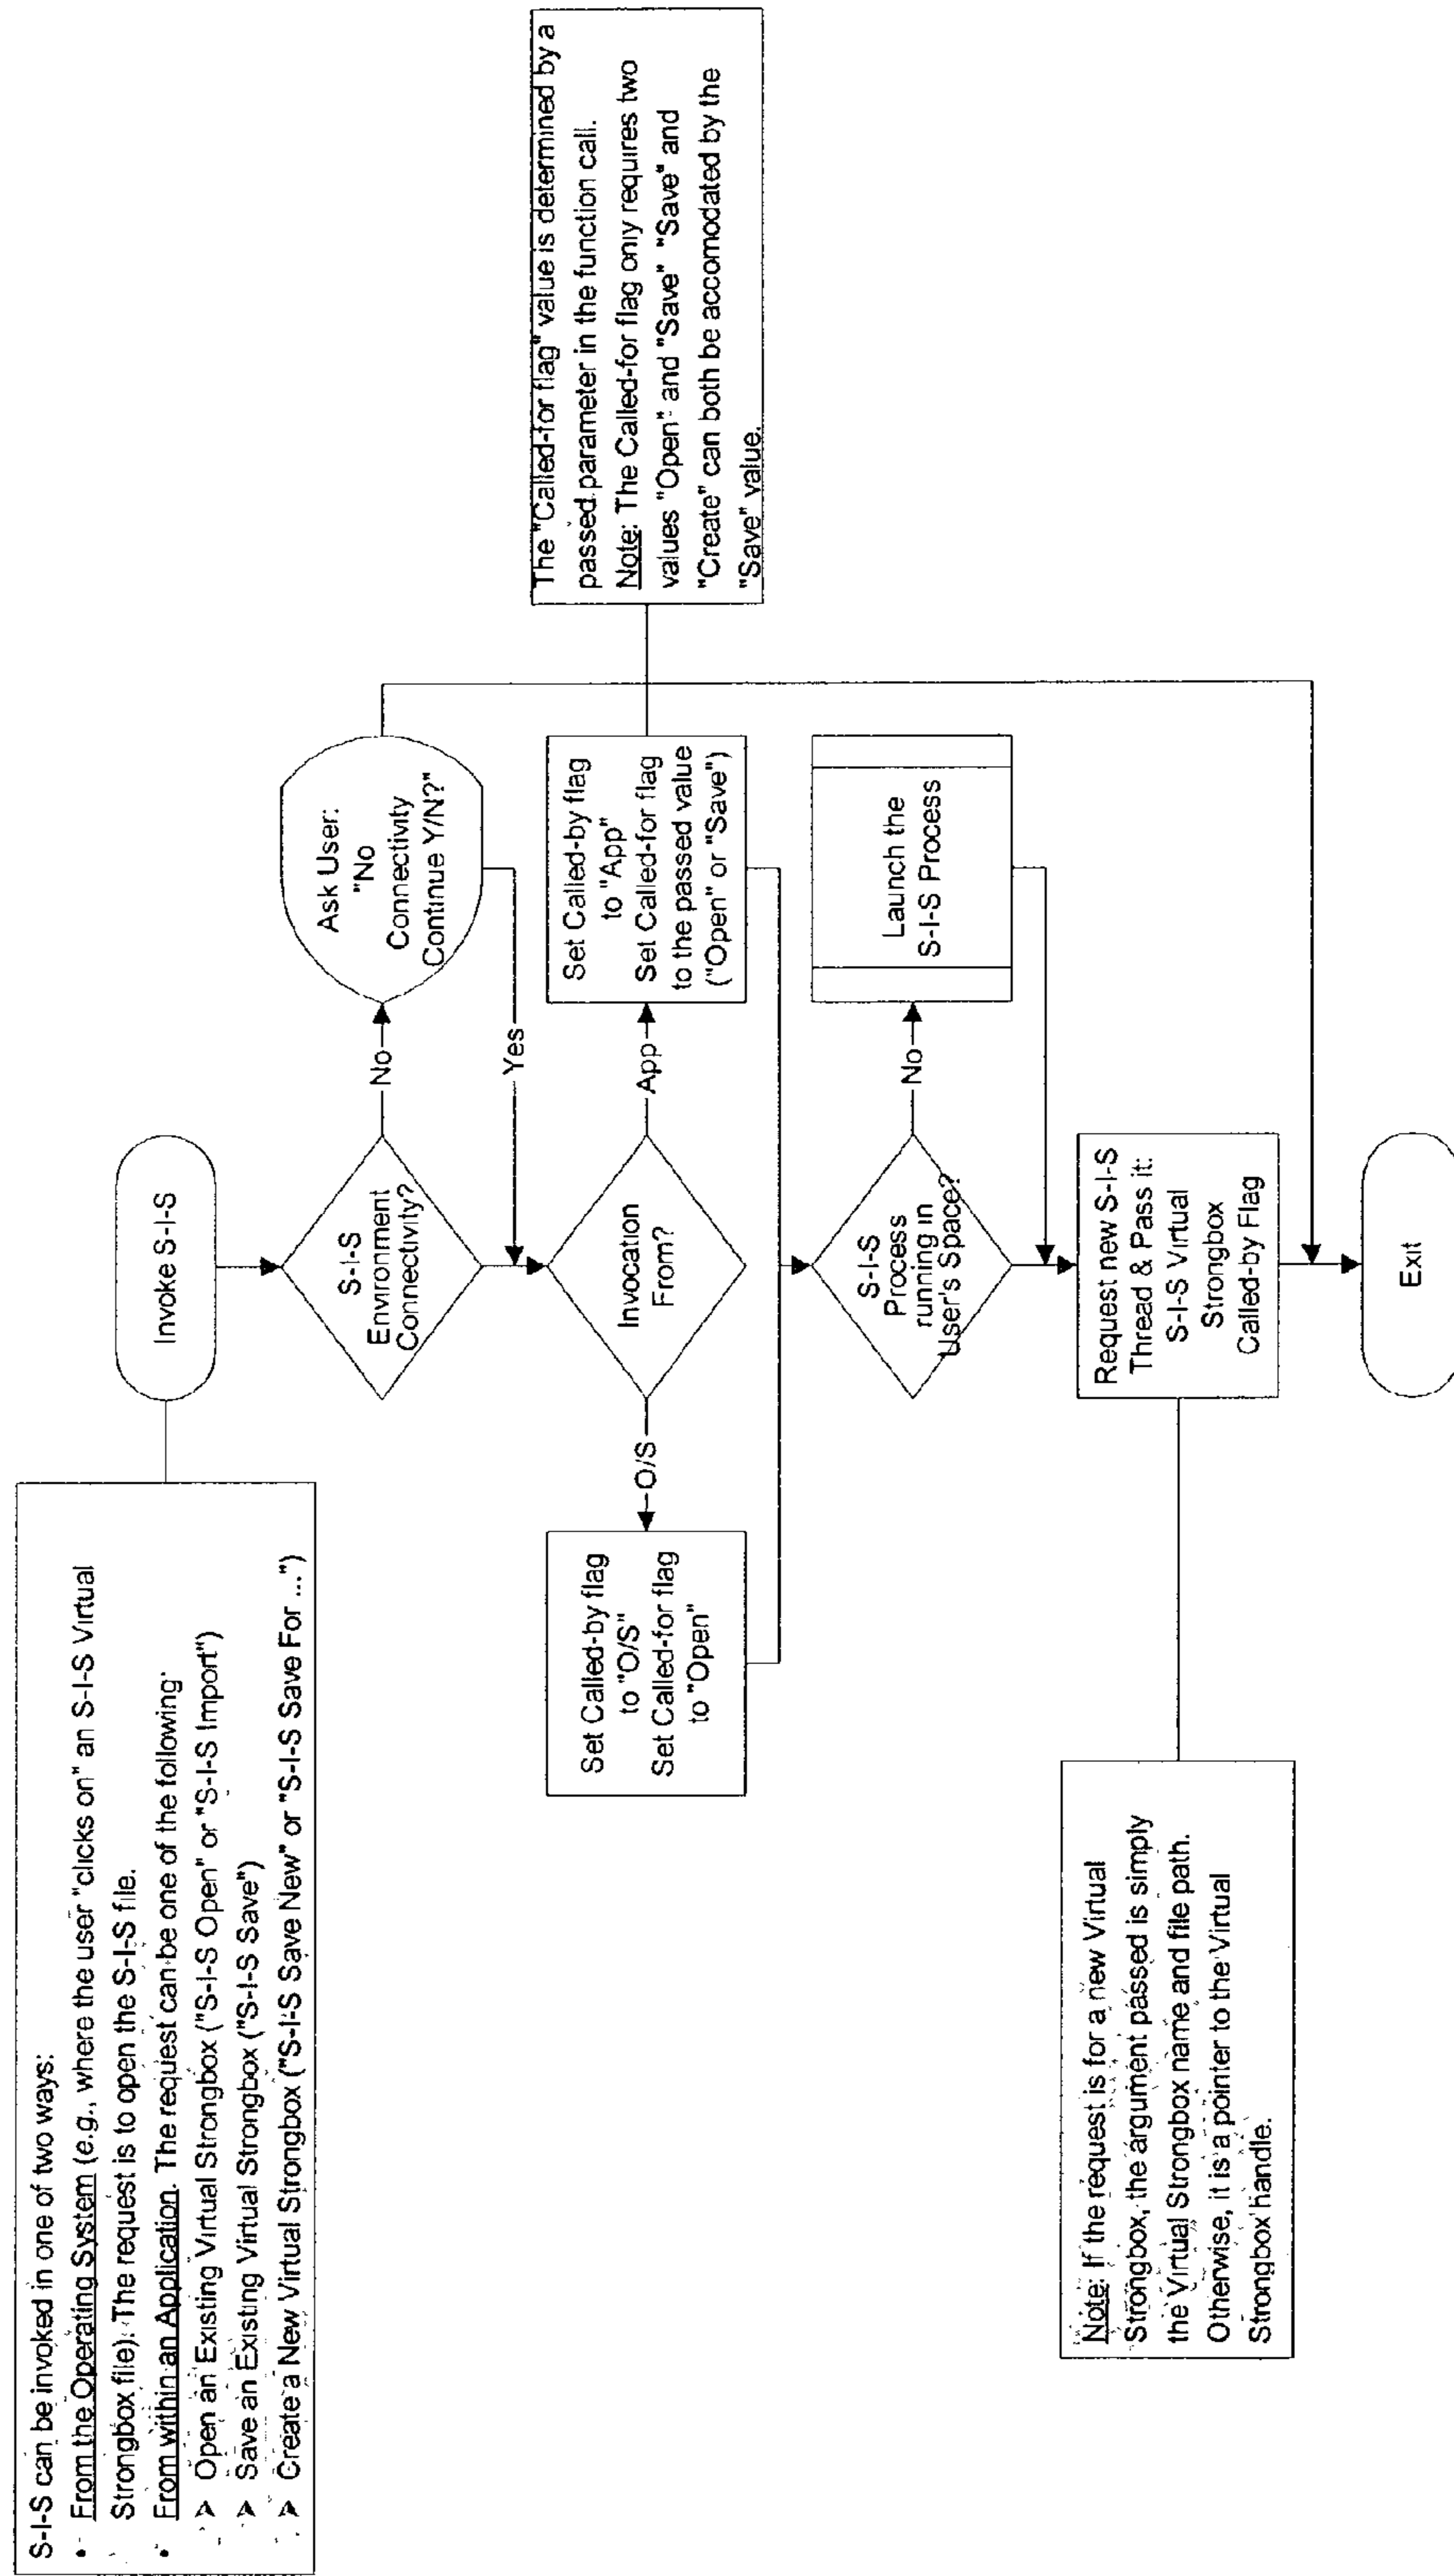 S-I-S can be invoked in one of two ways:
• From the Operating System (e.g., where the user "clicks on" an S-I-S Virtual
Strongbox file). The request is to open the S-I-S file.
• From within an Application. The request can be one of the following:
➤ Open an Existing Virtual Strongbox ("S-I-S Open" or "S-I-S Import")
➤ Save an Existing Virtual Strongbox ("S-I-S Save")
➤ Create a New Virtual Strongbox ("S-I-S Save New" or "S-I-S Save For ...")
Invoke S-I-S
S-I-S
Environment
Connectivity?
No
Ask User:
"No
Connectivity
Continue Y/N?"
Yes
Invocation
From?
O/S
App
Set Called-by flag
to "O/S"
Set Called-for flag
to "Open"
Set Called-by flag
to "App"
Set Called-for flag
to the passed value
("Open" or "Save")
The "Called-for flag" value is determined by a
passed parameter in the function call.
Note: The Called-for flag only requires two
values "Open" and "Save" "Save" and
"Create" can both be accomodated by the
"Save" value.
S-I-S
Process
running in
User's Space?
No
Launch the
S-I-S Process
Request new S-I-S
Thread & Pass it:
S-I-S Virtual
Strongbox
Called-by Flag
Note: If the request is for a new Virtual
Strongbox, the argument passed is simply
the Virtual Strongbox name and file path.
Otherwise, it is a pointer to the Virtual
Strongbox handle.
Exit